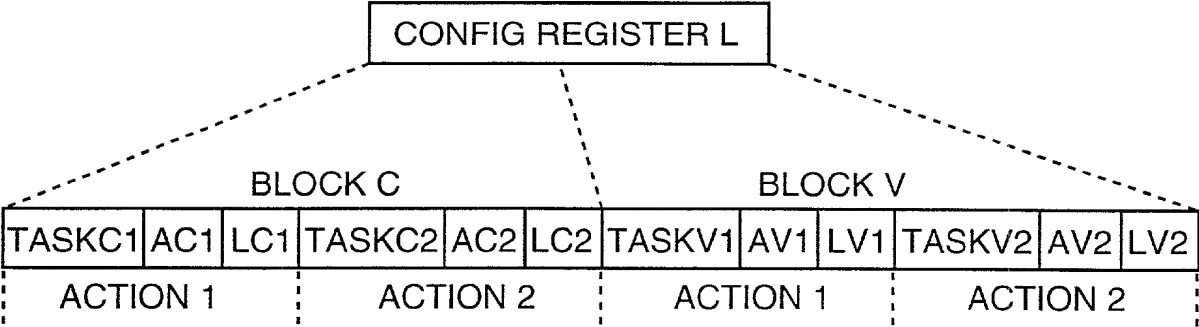 CONFIG REGISTER L
BLOCK C BLOCK V
TASKC1 AC1 LC1 TASKC2 AC2 LC2 TASKV1 AV1 LV1 TASKV2 AV2 LV2
ACTION 1 ACTION 2 ACTION 1 ACTION 2